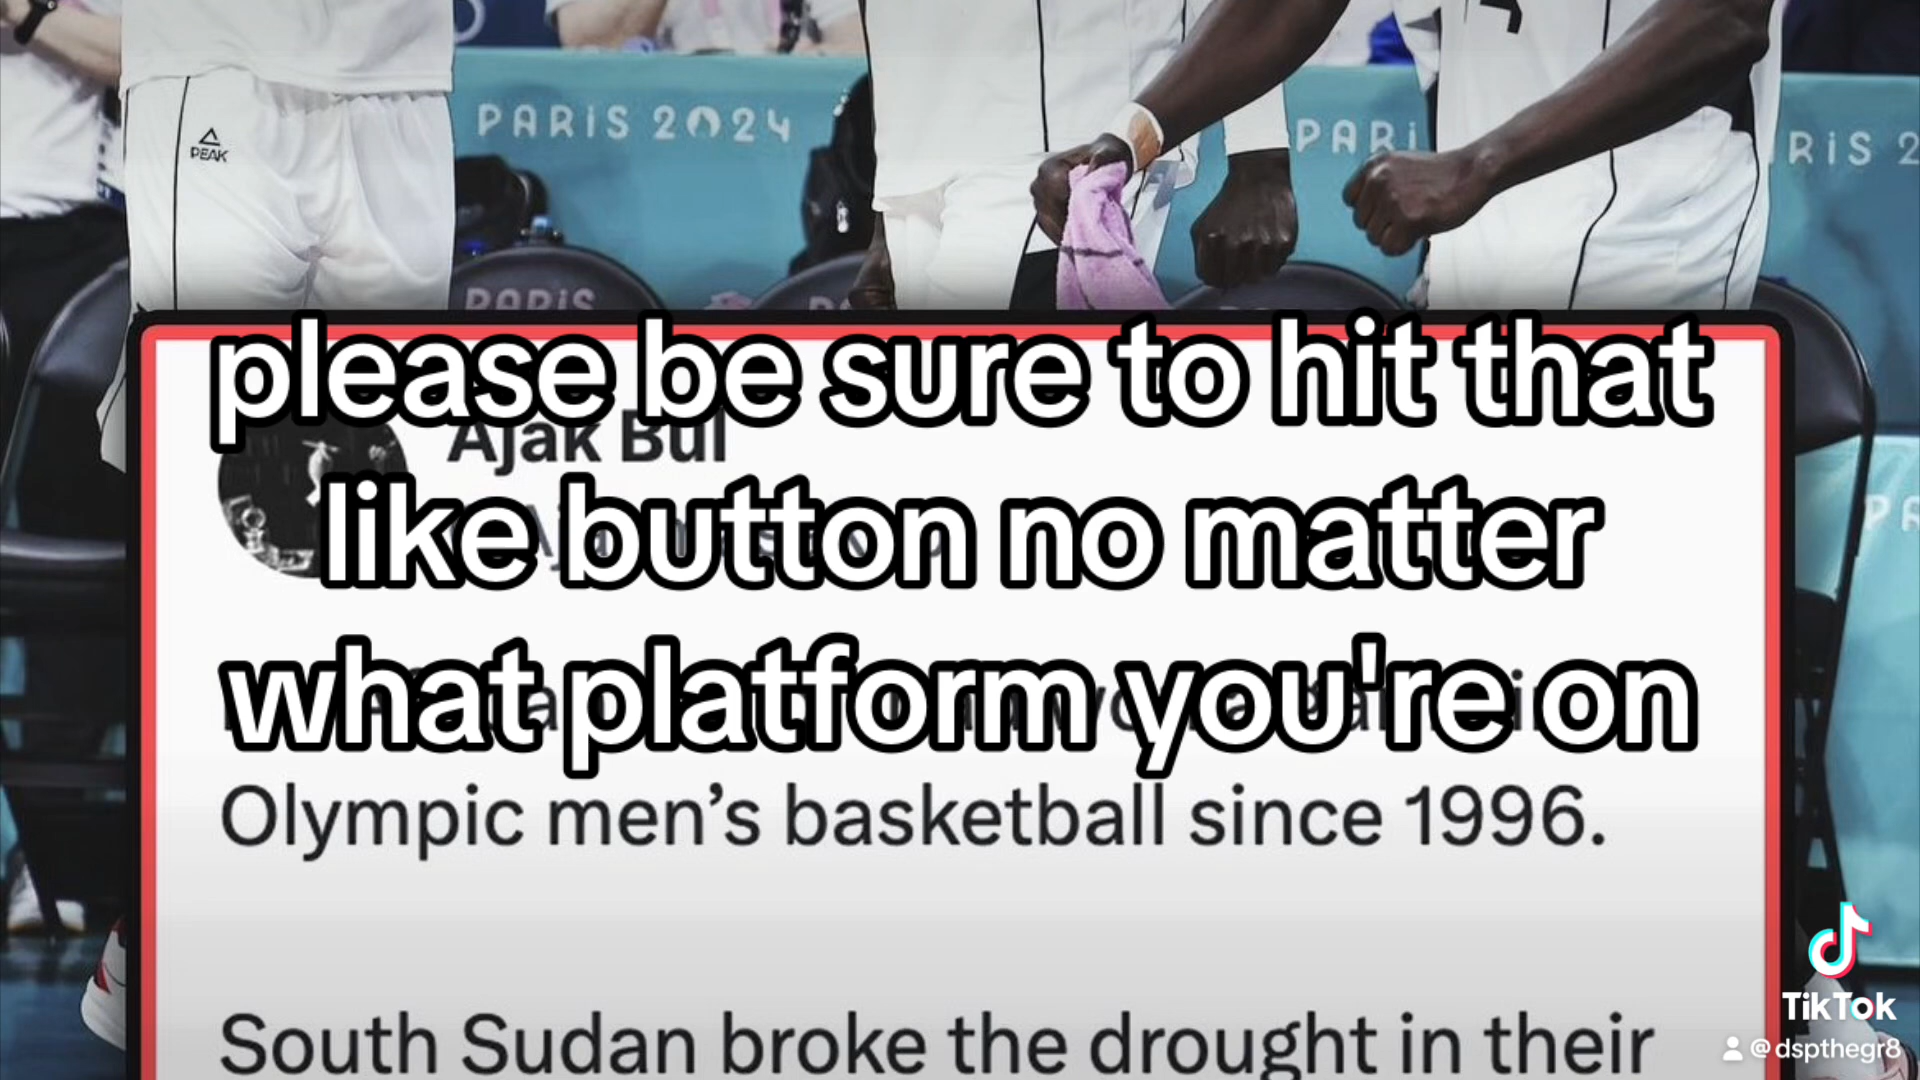 PARIS 2024
PARI
RIS 2
PEAK
PARIS
please be sure to hit that
Ajak Bul
like button no matter
what platform you're on
Olympic men's basketball since 1996.
South Sudan broke the drought in their
TikTok
@dspthegr8